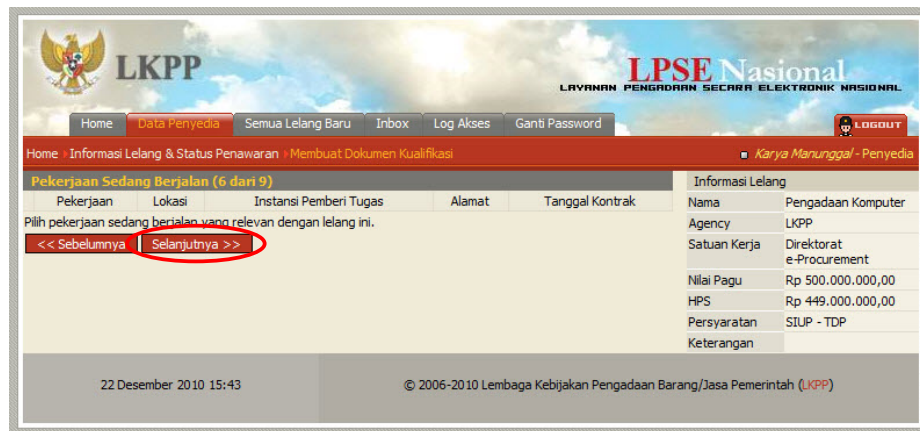 LKPP
LPSE Nasional
LAYANAN PENGADAAN SECARA ELEKTRONIK NASIONAL
Home Data Penyedia Semua Lelang Baru Inbox Log Akses Ganti Password LOGOUT
Home Informasi Lelang & Status Penawaran Membuat Dokumen Kualifikasi Karya Manunggal - Penyedia
Pekerjaan Sedang Berjalan (6 dari 9)
Pekerjaan Lokasi Instansi Pemberi Tugas Alamat Tanggal Kontrak
Pilih pekerjaan sedang berjalan yang relevan dengan lelang ini.
<< Sebelumnya Selanjutnya >>
Informasi Lelang
Nama Pengadaan Komputer
Agency LKPP
Satuan Kerja Direktorat
e-Procurement
Nilai Pagu Rp 500.000.000,00
HPS Rp 449.000.000,00
Persyaratan SIUP - TDP
Keterangan
22 Desember 2010 15:43 © 2006-2010 Lembaga Kebijakan Pengadaan Barang/Jasa Pemerintah (LKPP)